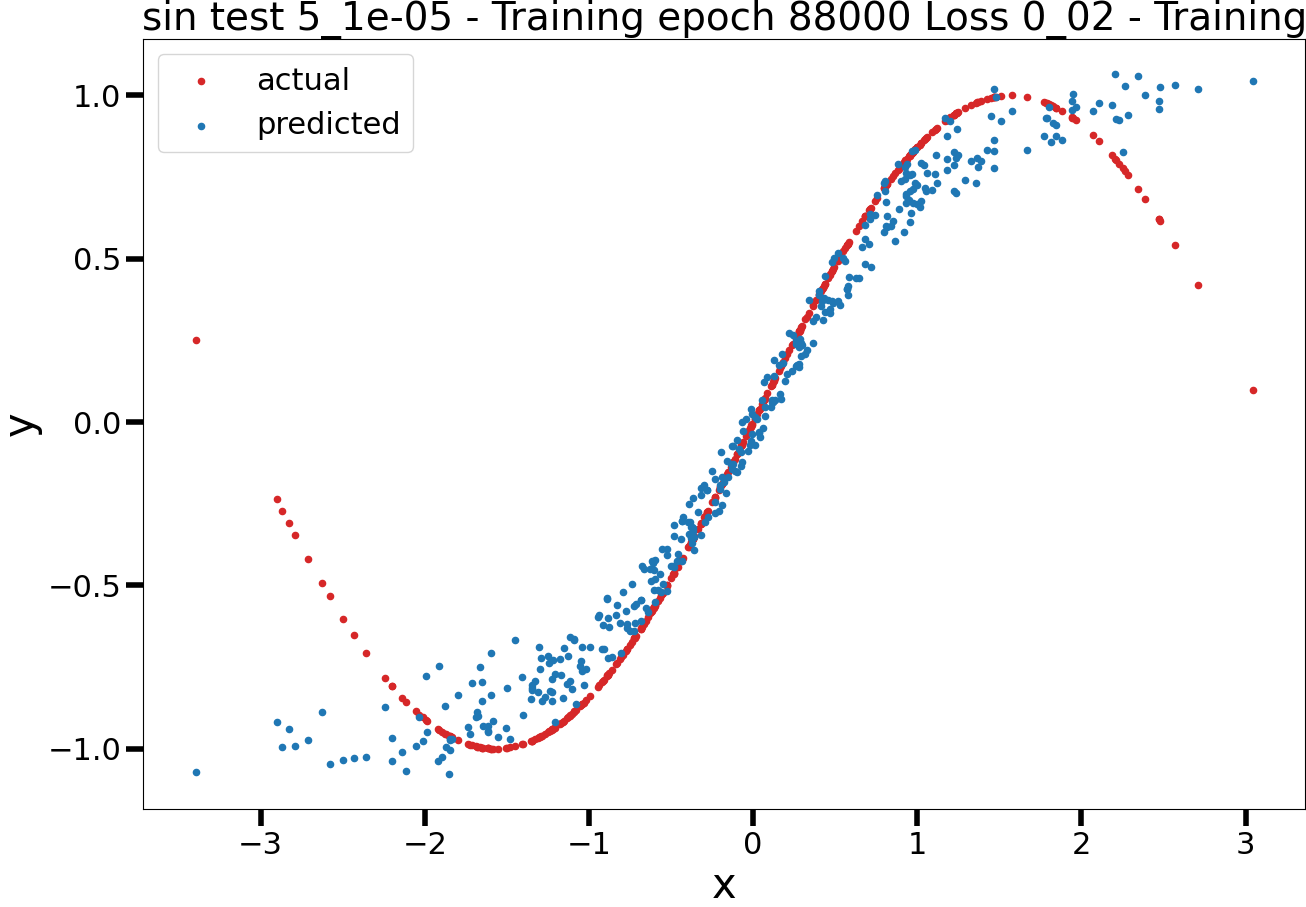 sin test 5_1e-05 - Training epoch 88000 Loss 0_02 - Training
actual
predicted
1.0
0.5
0.0
−0.5
−1.0
y
−3 −2 −1 0 1 2 3
x